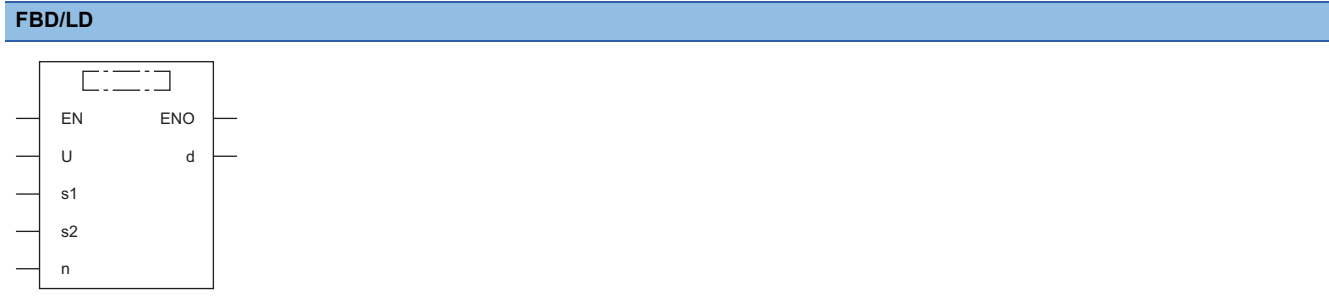 FBD/LD
EN ENO
U d
s1
s2
n